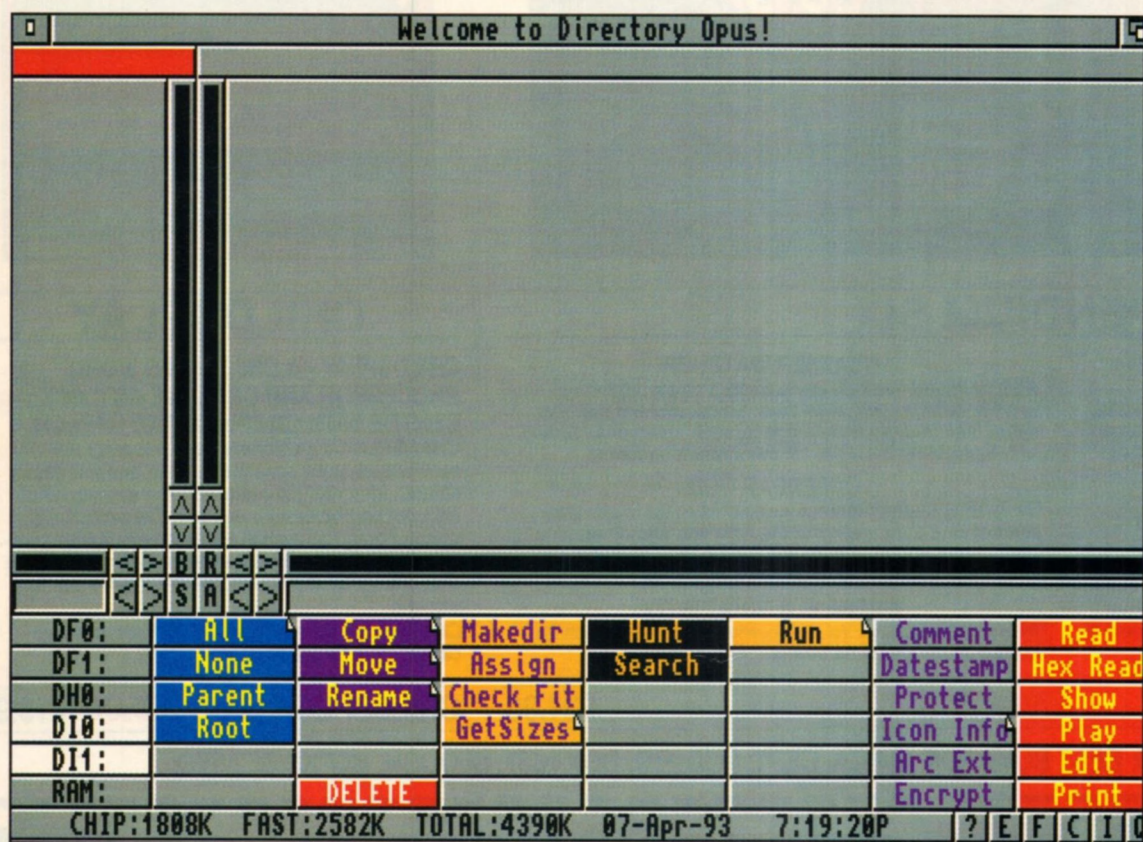 Welcome to Directory Opus!
^ ^
v v
< > B R < >
< > S A < >
DF0: All Copy Makedir Hunt Run Comment Read
DF1: None Move Assign Search Datestamp Hex Read
DH0: Parent Rename Check Fit Protect Show
DI0: Root GetSizes Icon Info Play
DI1: Arc Ext Edit
RAM: DELETE Encrypt Print
CHIP:1808K FAST:2582K TOTAL:4390K 07-Apr-93 7:19:20P ? E F C I